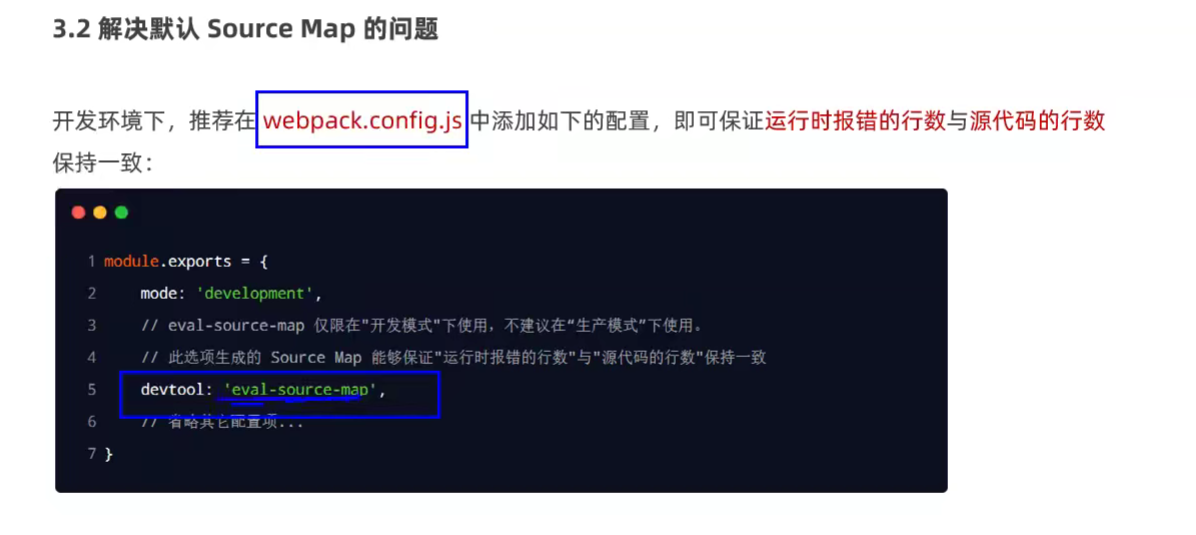 3.2 解决默认 Source Map 的问题
开发环境下，推荐在 webpack.config.js 中添加如下的配置，即可保证运行时报错的行数与源代码的行数
保持一致：
1 module.exports = {
2 mode: 'development',
3 // eval-source-map 仅限在"开发模式"下使用，不建议在“生产模式”下使用。
4 // 此选项生成的 Source Map 能够保证"运行时报错的行数"与"源代码的行数"保持一致
5 devtool: 'eval-source-map',
6 // 省略其它配置项...
7 }